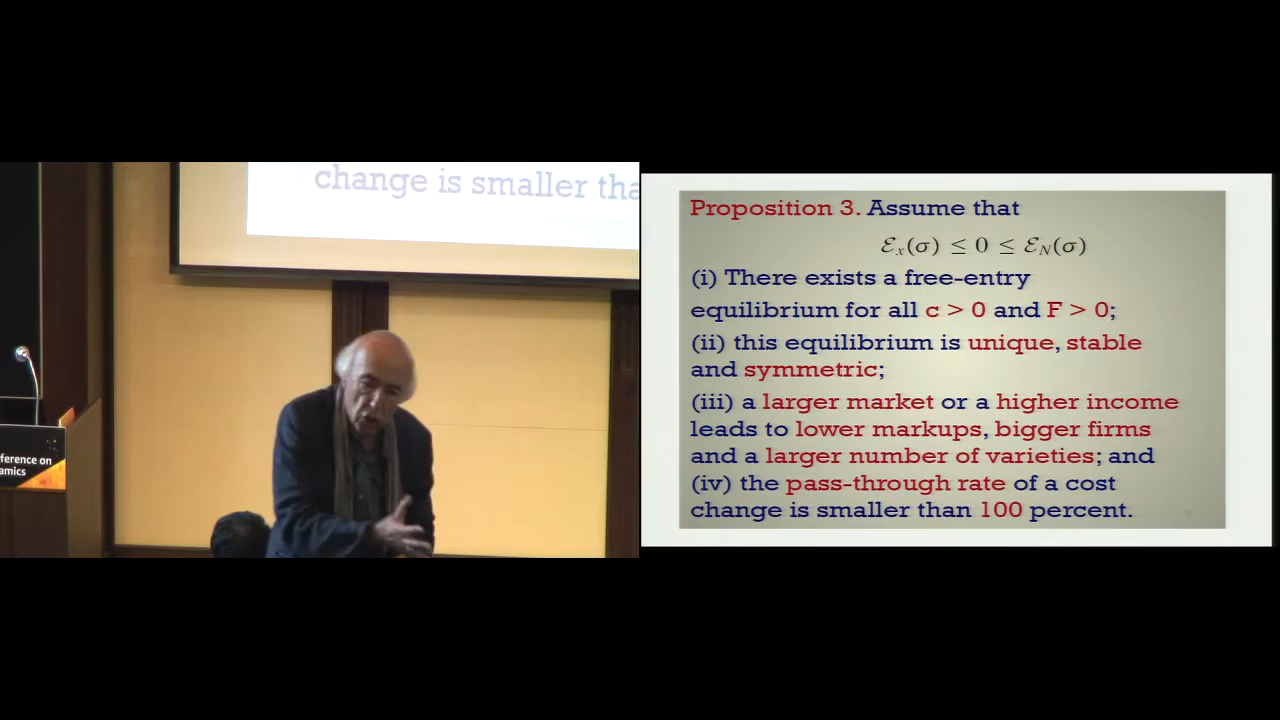 change is smaller tha
ference on
amics
Proposition 3. Assume that
ℰₓ(σ) ≤ 0 ≤ ℰ_N(σ)
(i) There exists a free-entry
equilibrium for all c > 0 and F > 0;
(ii) this equilibrium is unique, stable
and symmetric;
(iii) a larger market or a higher income
leads to lower markups, bigger firms
and a larger number of varieties; and
(iv) the pass-through rate of a cost
change is smaller than 100 percent.